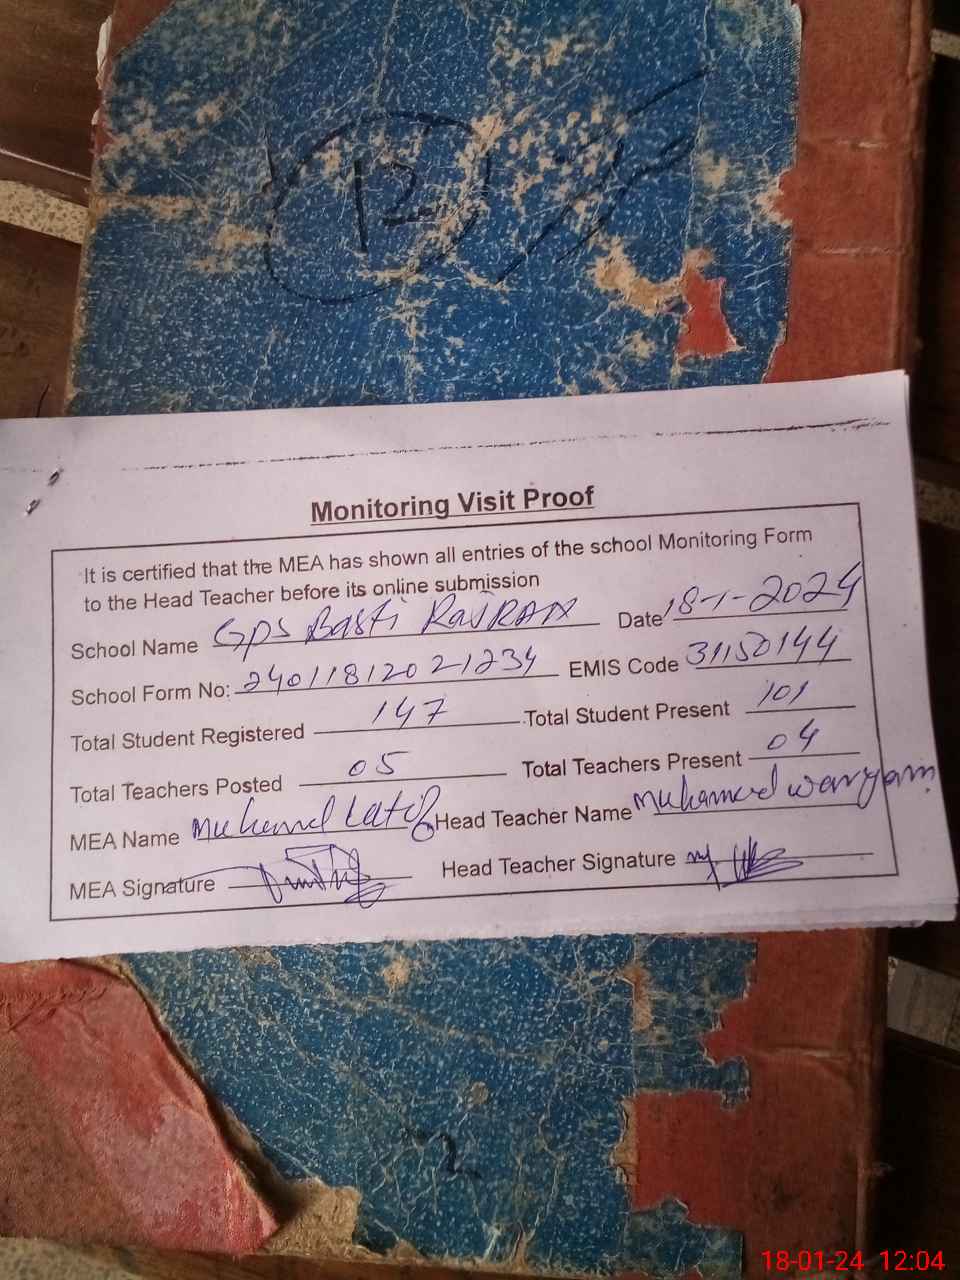 12
Monitoring Visit Proof
It is certified that the MEA has shown all entries of the school Monitoring Form
to the Head Teacher before its online submission
School Name GPS Basti Date 18-1-2024
School Form No: 24011812021234 EMIS Code 31150144
Total Student Registered 147 Total Student Present 101
Total Teachers Posted 05 Total Teachers Present 04
MEA Name Latif Head Teacher Name
MEA Signature Head Teacher Signature
2
18-01-24 12:04